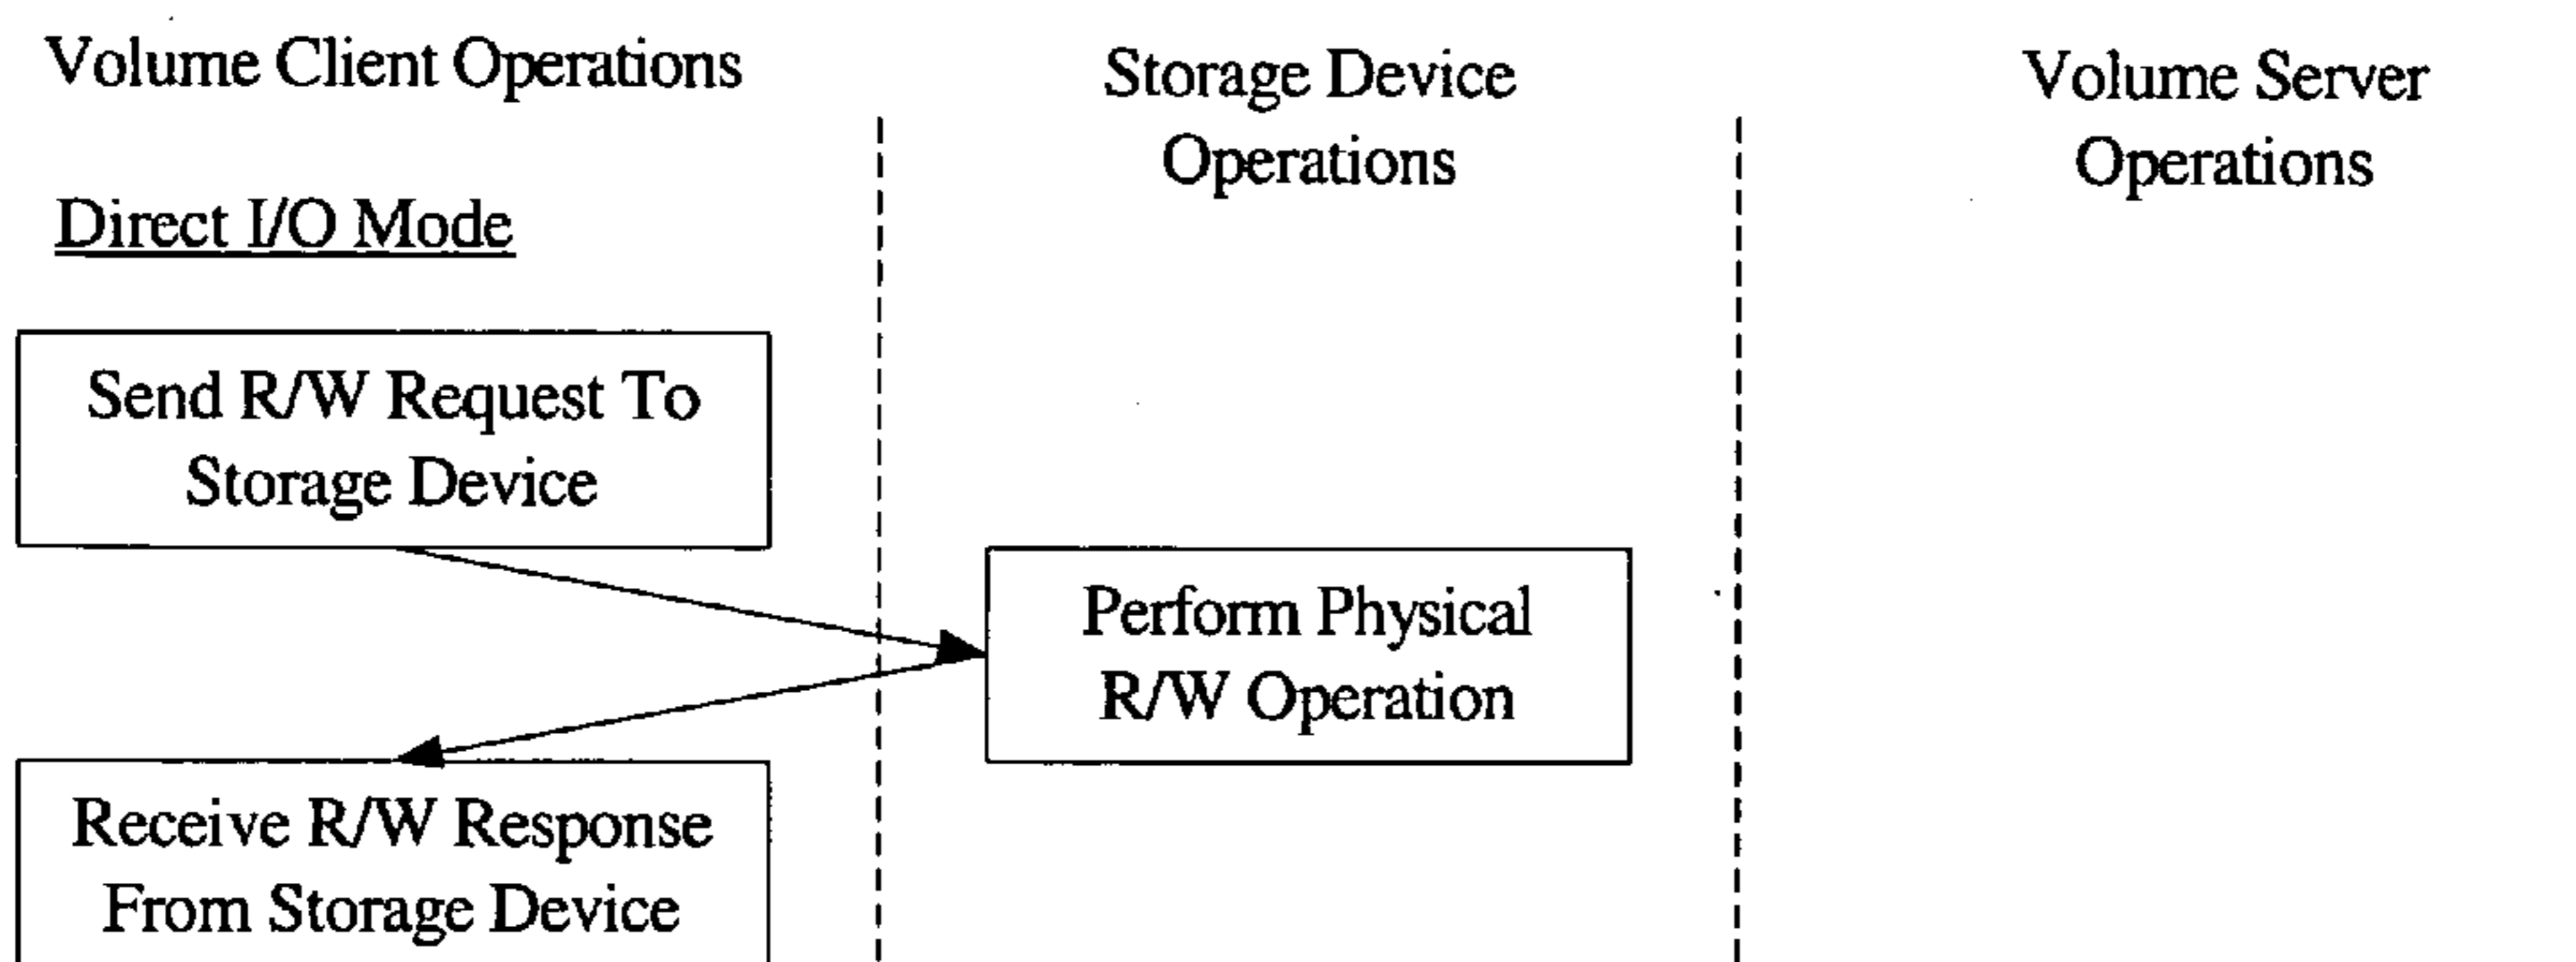 Volume Client Operations
Storage Device
Operations
Volume Server
Operations
Direct I/O Mode
Send R/W Request To
Storage Device
Perform Physical
R/W Operation
Receive R/W Response
From Storage Device